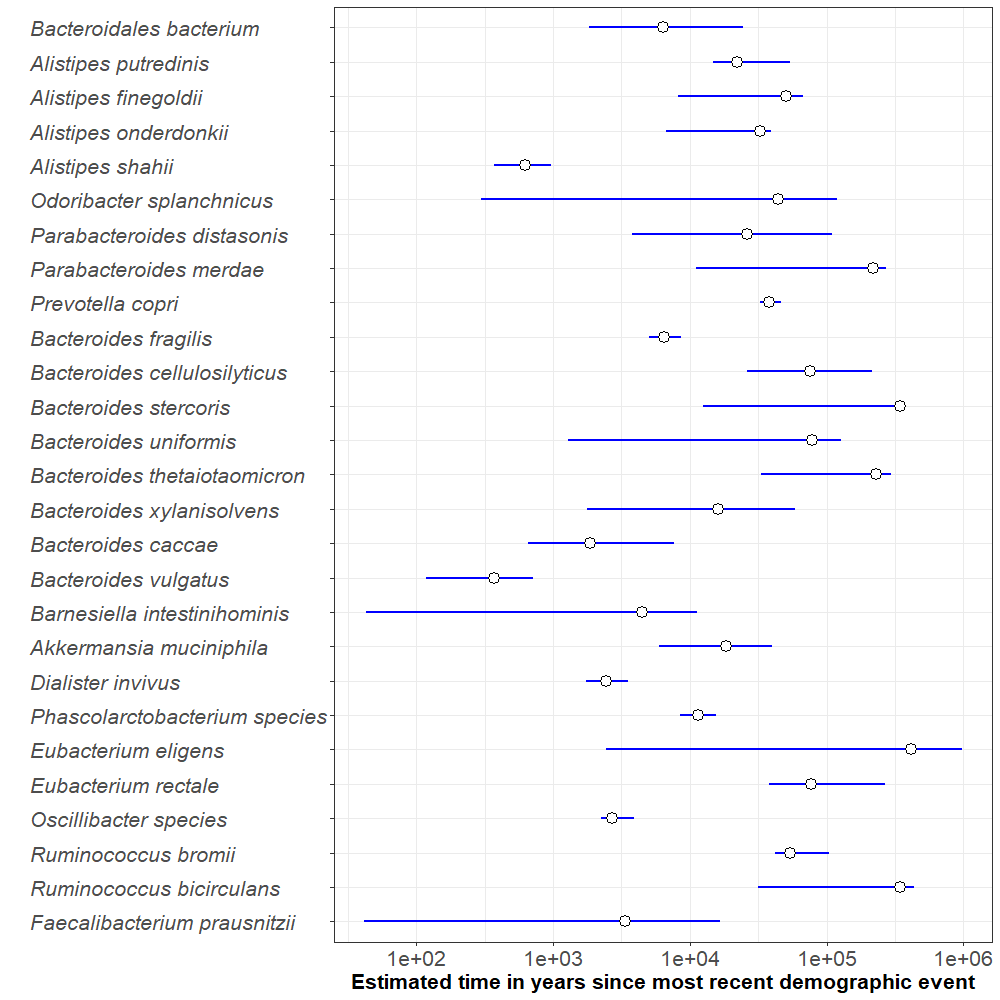 Bacteroidales bacterium
Alistipes putredinis
Alistipes finegoldii
Alistipes onderdonkii
Alistipes shahii
Odoribacter splanchnicus
Parabacteroides distasonis
Parabacteroides merdae
Prevotella copri
Bacteroides fragilis
Bacteroides cellulosilyticus
Bacteroides stercoris
Bacteroides uniformis
Bacteroides thetaiotaomicron
Bacteroides xylanisolvens
Bacteroides caccae
Bacteroides vulgatus
Barnesiella intestinihominis
Akkermansia muciniphila
Dialister invivus
Phascolarctobacterium species
Eubacterium eligens
Eubacterium rectale
Oscillibacter species
Ruminococcus bromii
Ruminococcus bicirculans
Faecalibacterium prausnitzii
1e+02 1e+03 1e+04 1e+05 1e+06
Estimated time in years since most recent demographic event